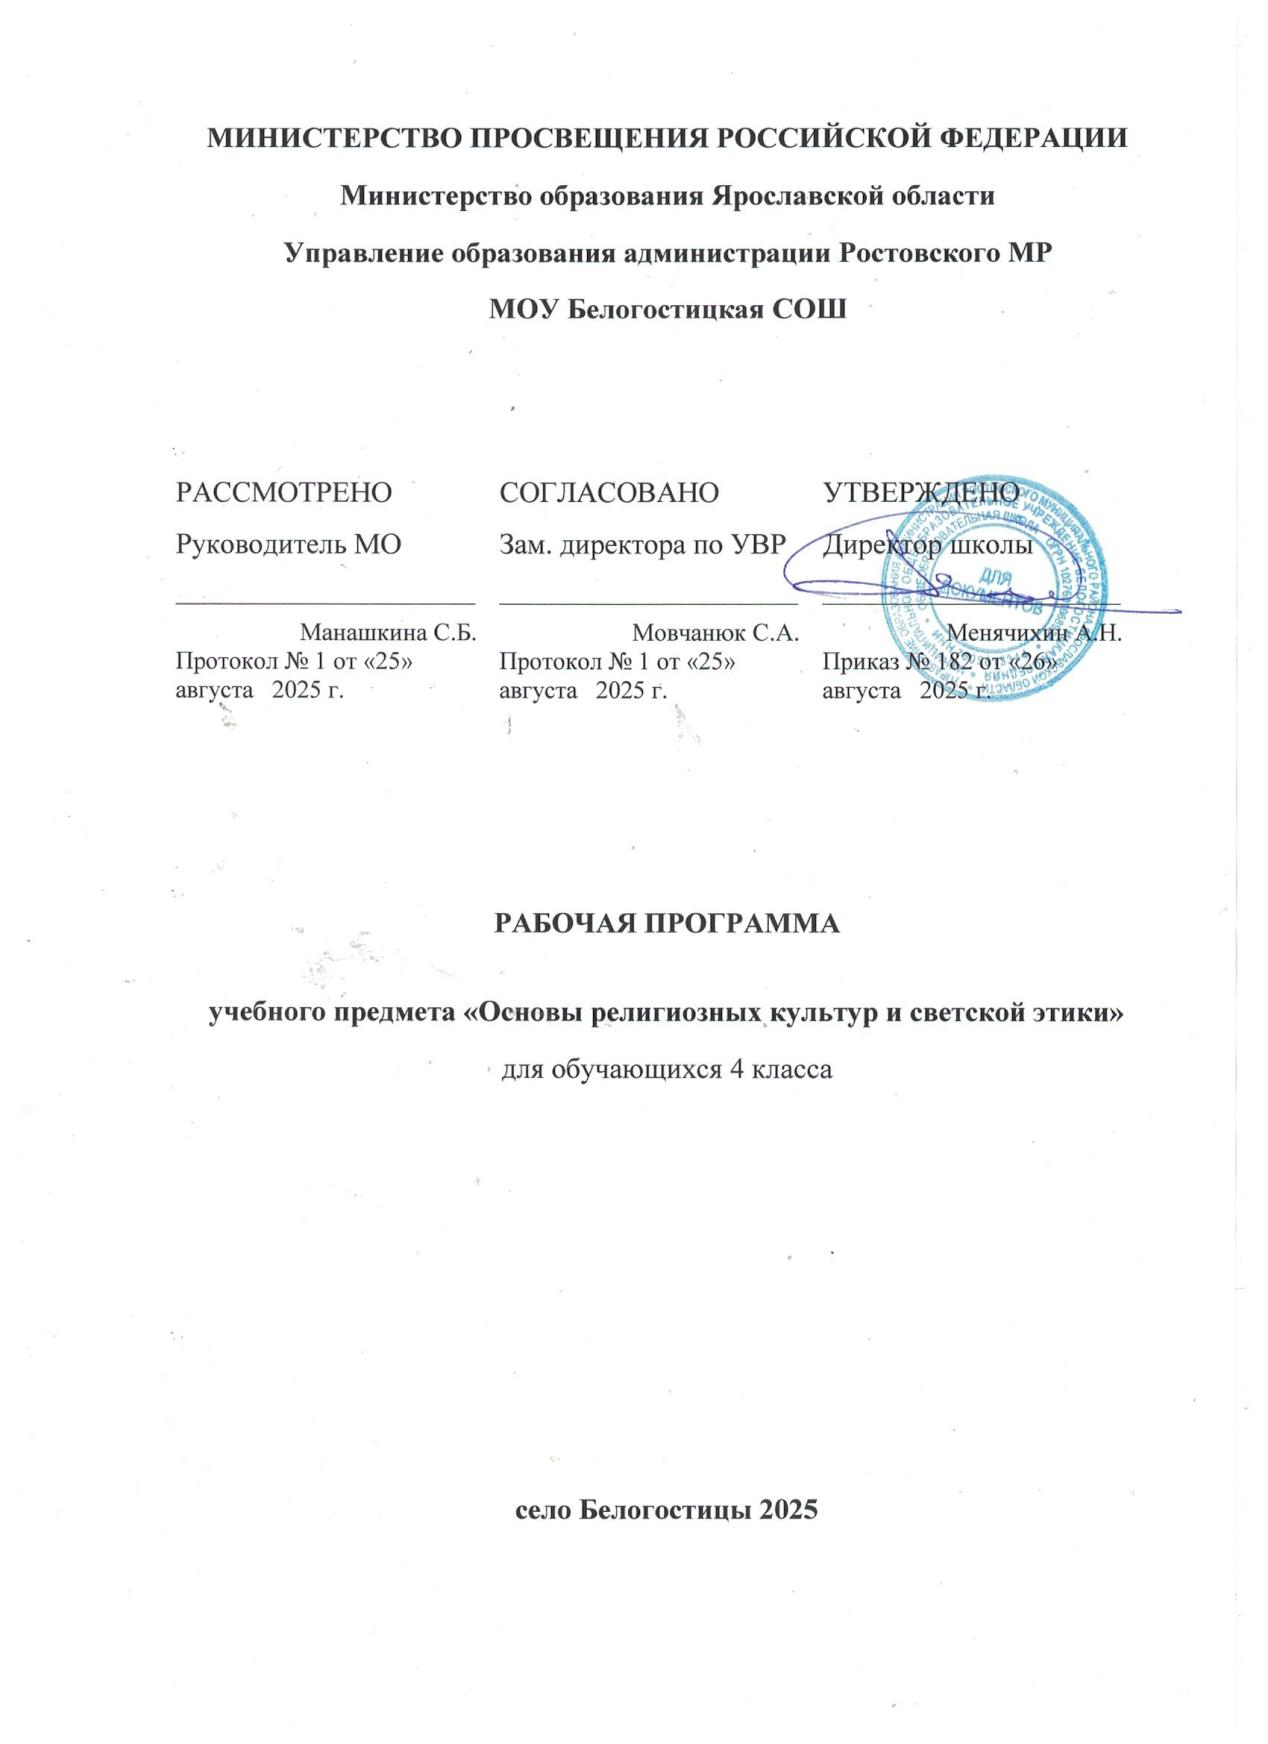 МИНИСТЕРСТВО ПРОСВЕЩЕНИЯ РОССИЙСКОЙ ФЕДЕРАЦИИ
Министерство образования Ярославской области
Управление образования администрации Ростовского МР
МОУ Белогостицкая СОШ
РАССМОТРЕНО
Руководитель МО
Манашкина С.Б.
Протокол № 1 от «25»
августа 2025 г.
СОГЛАСОВАНО
Зам. директора по УВР
Мовчанюк С.А.
Протокол № 1 от «25»
августа 2025 г.
УТВЕРЖДЕНО
Директор школы
Менячихин А.Н.
Приказ № 182 от «26»
августа 2025 г.
ДЛЯ
ДОКУМЕНТОВ
РАБОЧАЯ ПРОГРАММА
учебного предмета «Основы религиозных культур и светской этики»
для обучающихся 4 класса
село Белогостицы 2025